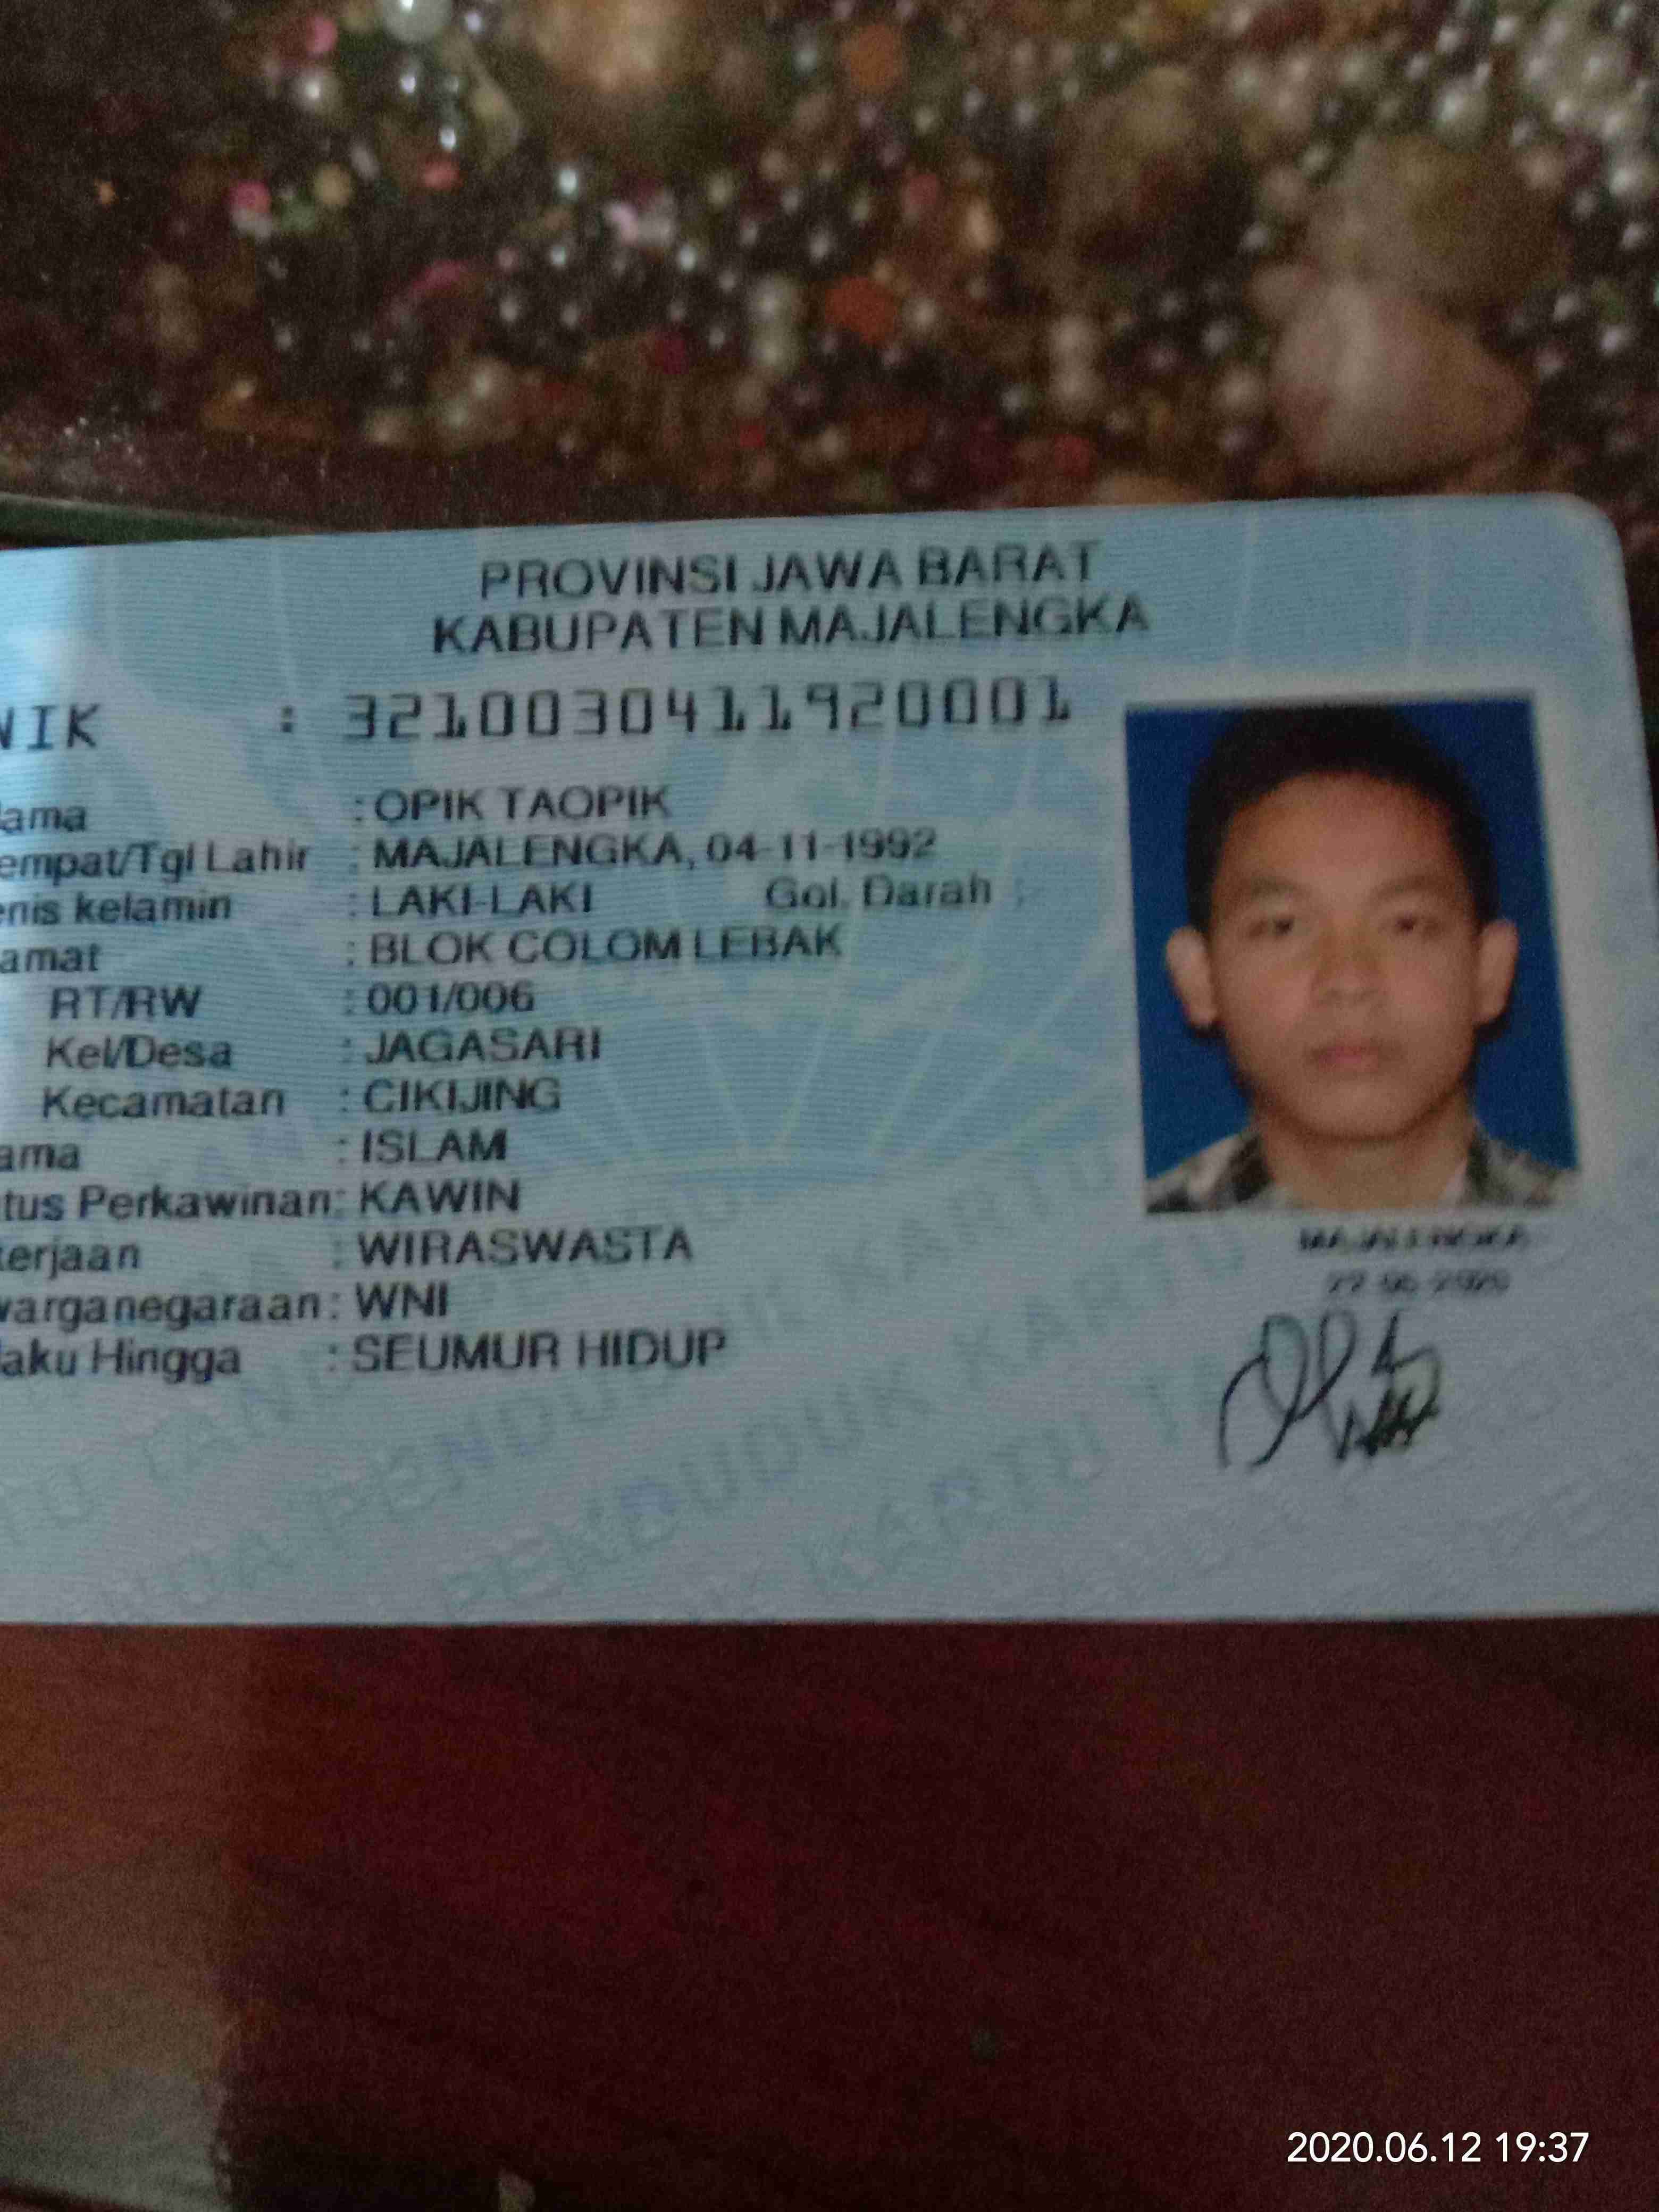 PROVINSI JAWA BARAT
KABUPATEN MAJALENGKA
NIK : 3210030411920001
ama : OPIK TAOPIK
empat/Tgl Lahir : MAJALENGKA, 04-11-1992
enis kelamin : LAKI-LAKI Gol. Darah :
amat : BLOK COLOM LEBAK
RT/RW : 001/006
Kel/Desa : JAGASARI
Kecamatan : CIKIJING
ama : ISLAM
tus Perkawinan: KAWIN
erjaan : WIRASWASTA
warganegaraan: WNI
laku Hingga : SEUMUR HIDUP
MAJALENGKA
2020.06.12 19:37